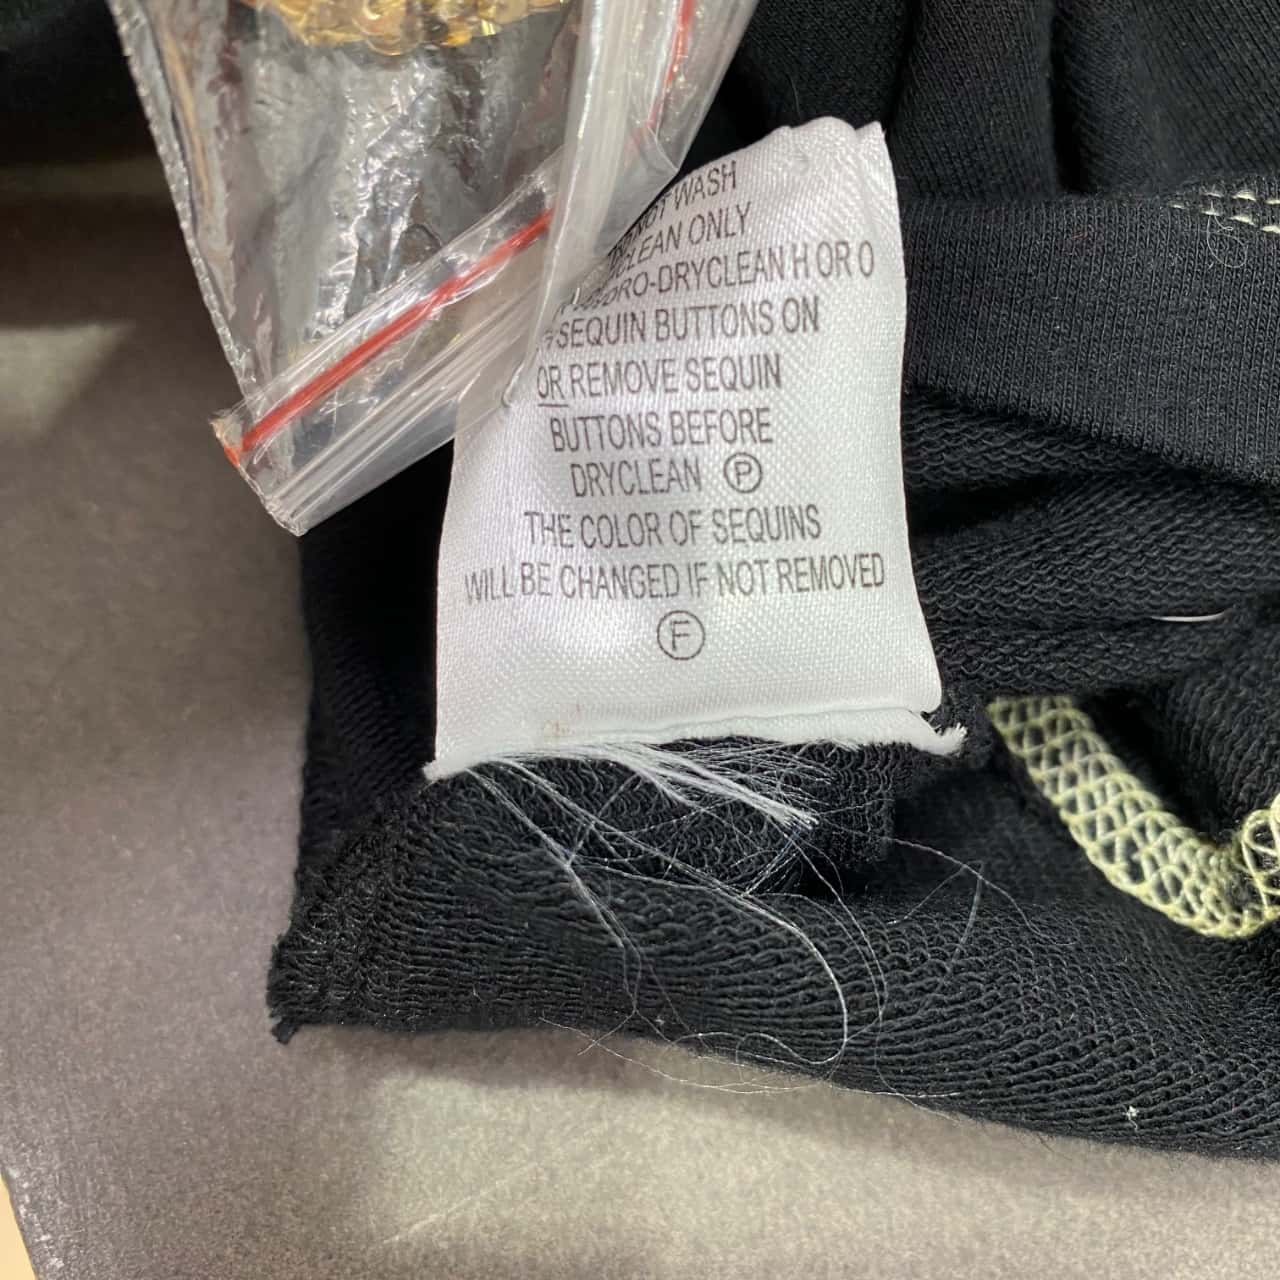 WASH
CLEAN ONLY
HYDRO-DRYCLEAN H OR O
SEQUIN BUTTONS ON
OR REMOVE SEQUIN
BUTTONS BEFORE
DRYCLEAN Ⓟ
THE COLOR OF SEQUINS
WILL BE CHANGED IF NOT REMOVED
Ⓕ